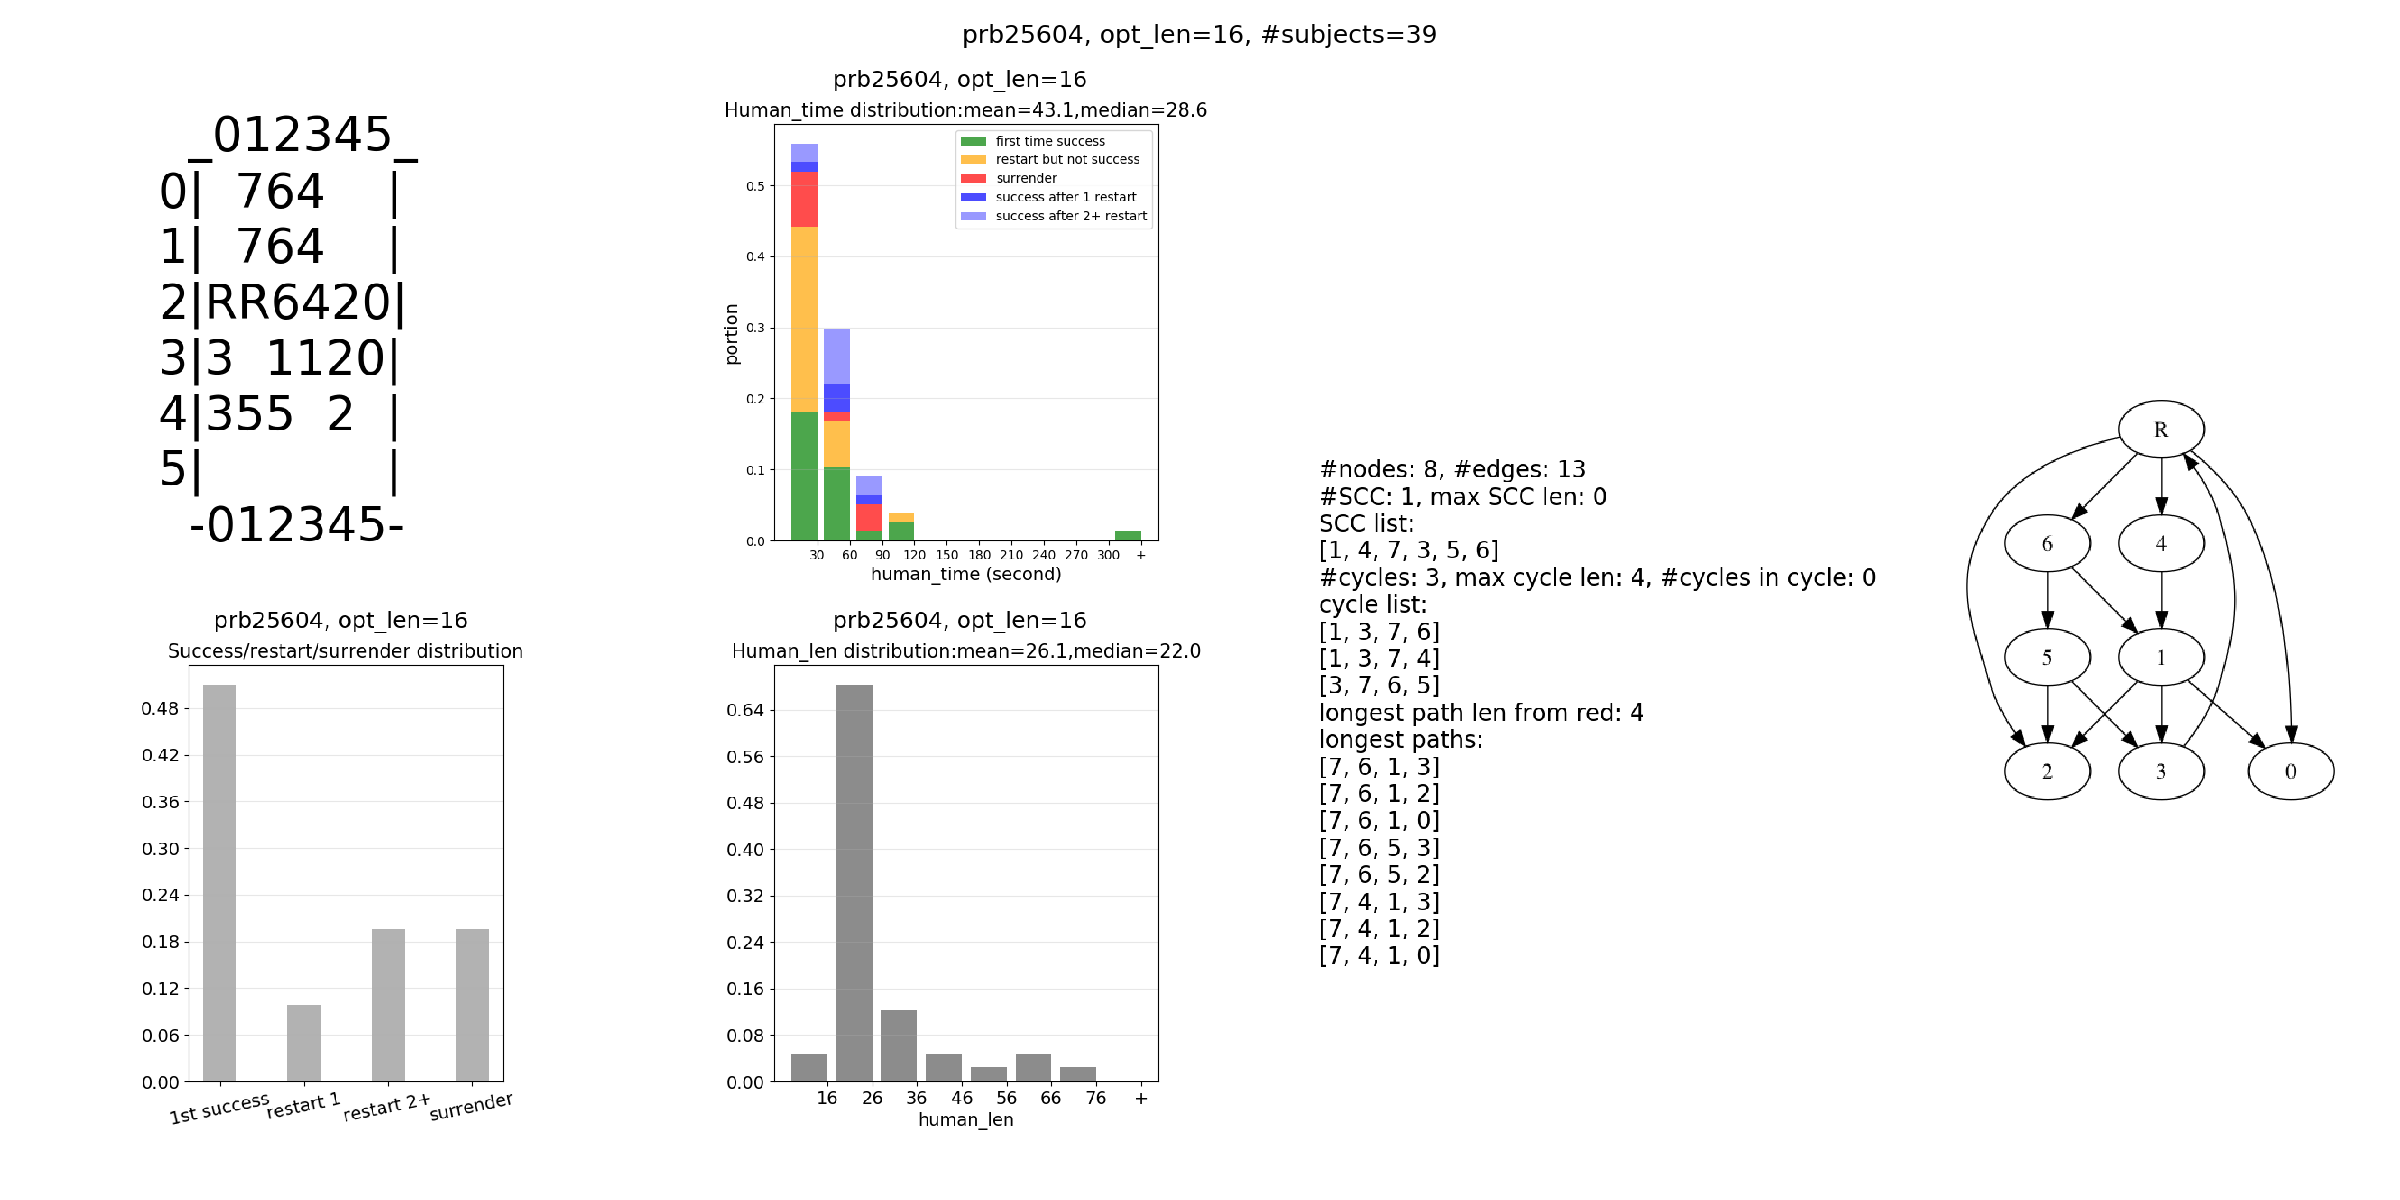 prb25604, opt_len=16, #subjects=39
_012345_
0|  764    |
1|  764    |
2|RR6420|
3|3  1120|
4|355  2  |
5|            |
-012345-
prb25604, opt_len=16
Human_time distribution:mean=43.1,median=28.6
first time success
restart but not success
surrender
success after 1 restart
success after 2+ restart
portion
0.5
0.4
0.3
0.2
0.1
0.0
30 60 90 120 150 180 210 240 270 300 +
human_time (second)
prb25604, opt_len=16
Success/restart/surrender distribution
0.48
0.42
0.36
0.30
0.24
0.18
0.12
0.06
0.00
1st success restart 1 restart 2+ surrender
prb25604, opt_len=16
Human_len distribution:mean=26.1,median=22.0
0.64
0.56
0.48
0.40
0.32
0.24
0.16
0.08
0.00
16 26 36 46 56 66 76 +
human_len
#nodes: 8, #edges: 13
#SCC: 1, max SCC len: 0
SCC list:
[1, 4, 7, 3, 5, 6]
#cycles: 3, max cycle len: 4, #cycles in cycle: 0
cycle list:
[1, 3, 7, 6]
[1, 3, 7, 4]
[3, 7, 6, 5]
longest path len from red: 4
longest paths:
[7, 6, 1, 3]
[7, 6, 1, 2]
[7, 6, 1, 0]
[7, 6, 5, 3]
[7, 6, 5, 2]
[7, 4, 1, 3]
[7, 4, 1, 2]
[7, 4, 1, 0]
R
6 4
5 1
2 3 0